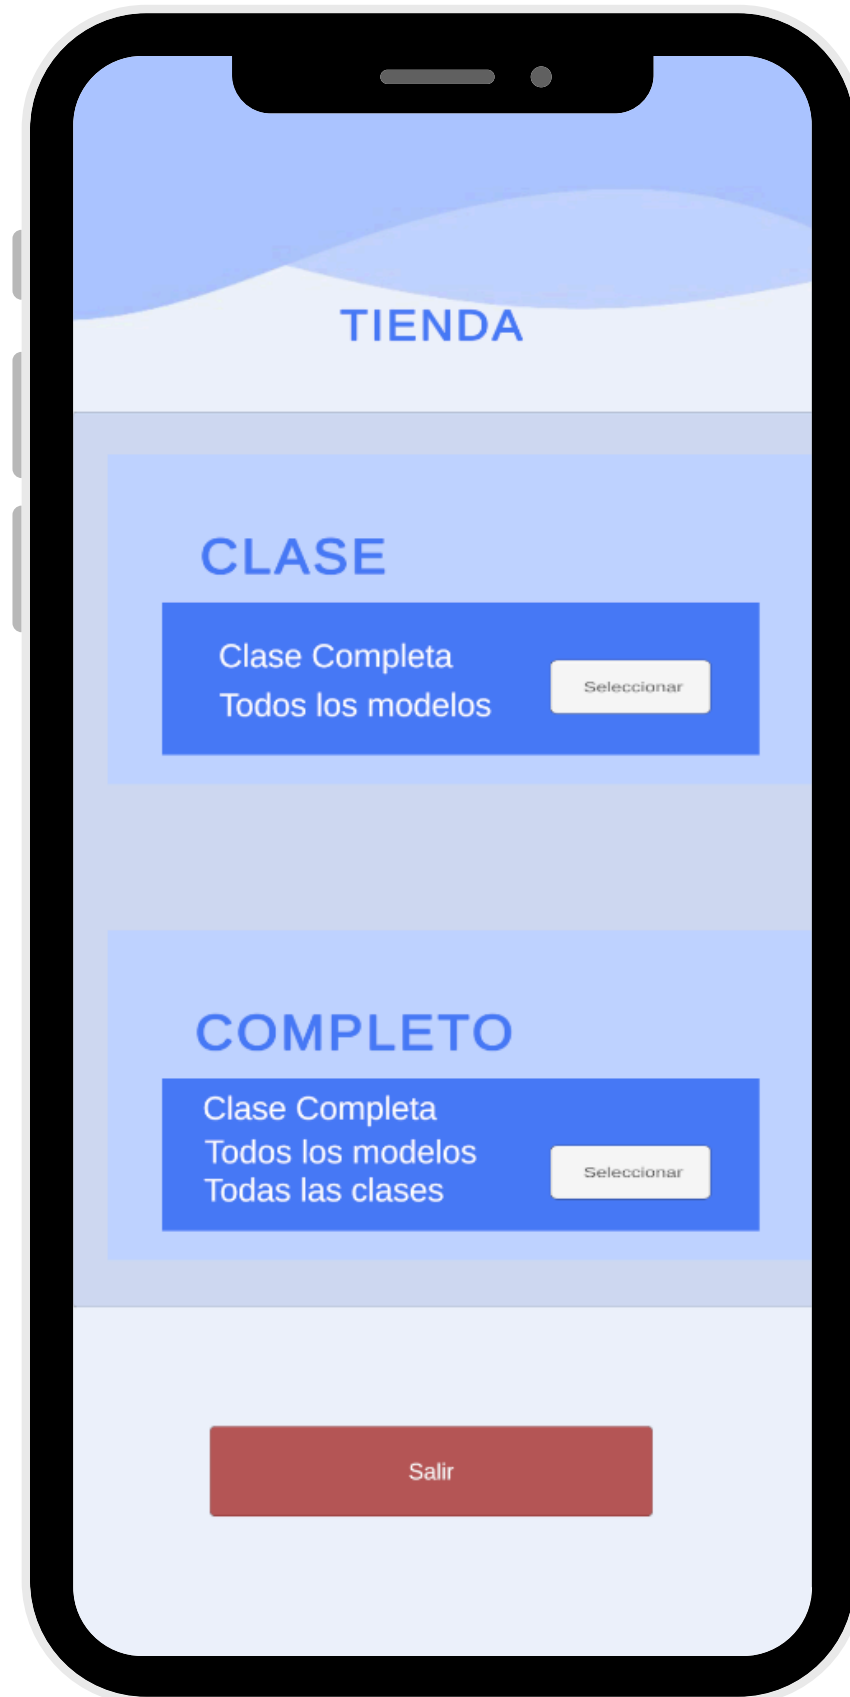 TIENDA
CLASE
Clase Completa
Todos los modelos
Seleccionar
COMPLETO
Clase Completa
Todos los modelos
Todas las clases
Seleccionar
Salir